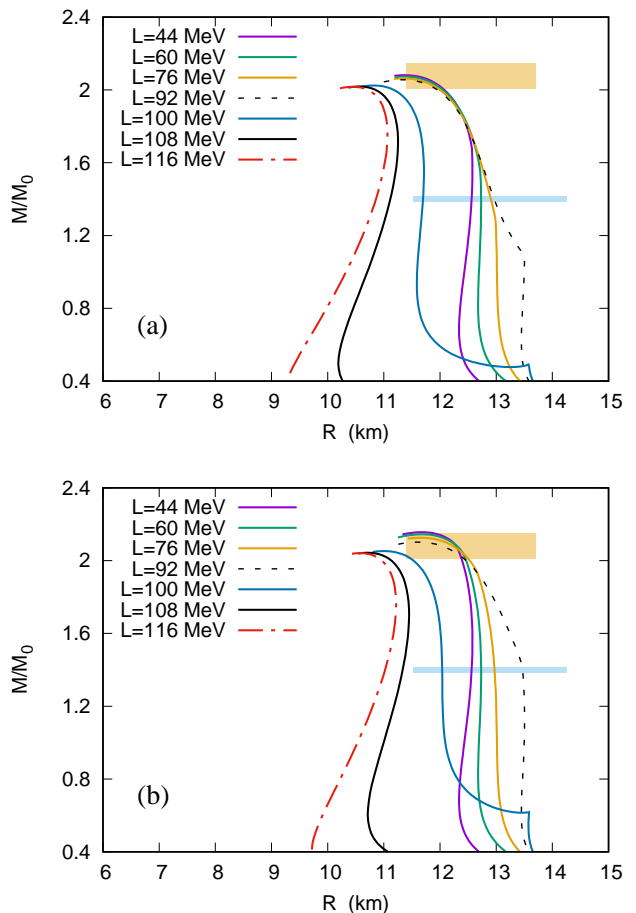 2.4
2
1.6
1.2
0.8
0.4
M/M₀
L=44 MeV
L=60 MeV
L=76 MeV
L=92 MeV
L=100 MeV
L=108 MeV
L=116 MeV
(a)
6 7 8 9 10 11 12 13 14 15
R (km)
2.4
2
1.6
1.2
0.8
0.4
M/M₀
L=44 MeV
L=60 MeV
L=76 MeV
L=92 MeV
L=100 MeV
L=108 MeV
L=116 MeV
(b)
6 7 8 9 10 11 12 13 14 15
R (km)